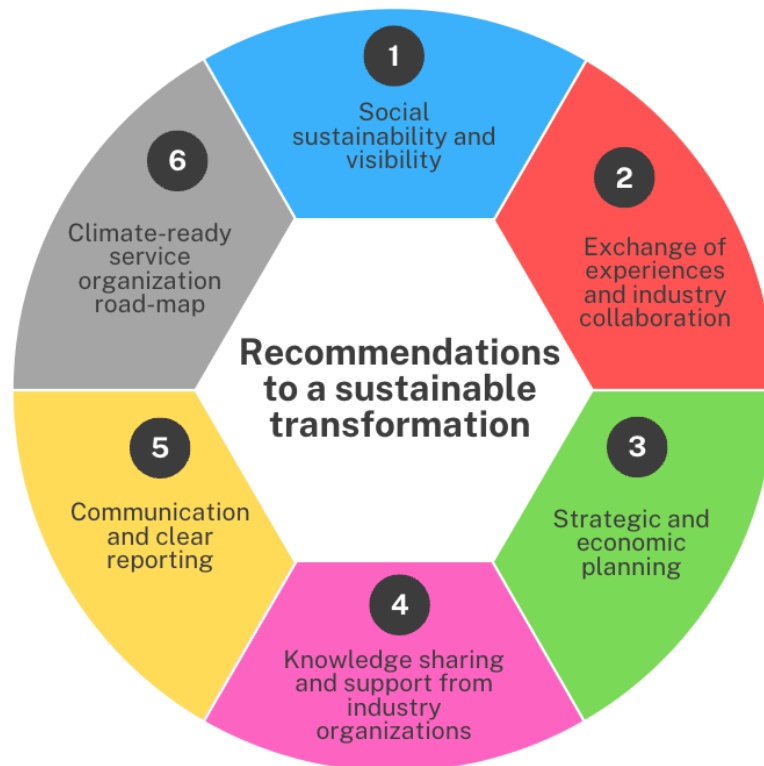 1
Social
sustainability and
visibility
2
Exchange of
experiences
and industry
collaboration
3
Strategic and
economic
planning
4
Knowledge sharing
and support from
industry
organizations
5
Communication
and clear
reporting
6
Climate-ready
service
organization
road-map
Recommendations
to a sustainable
transformation